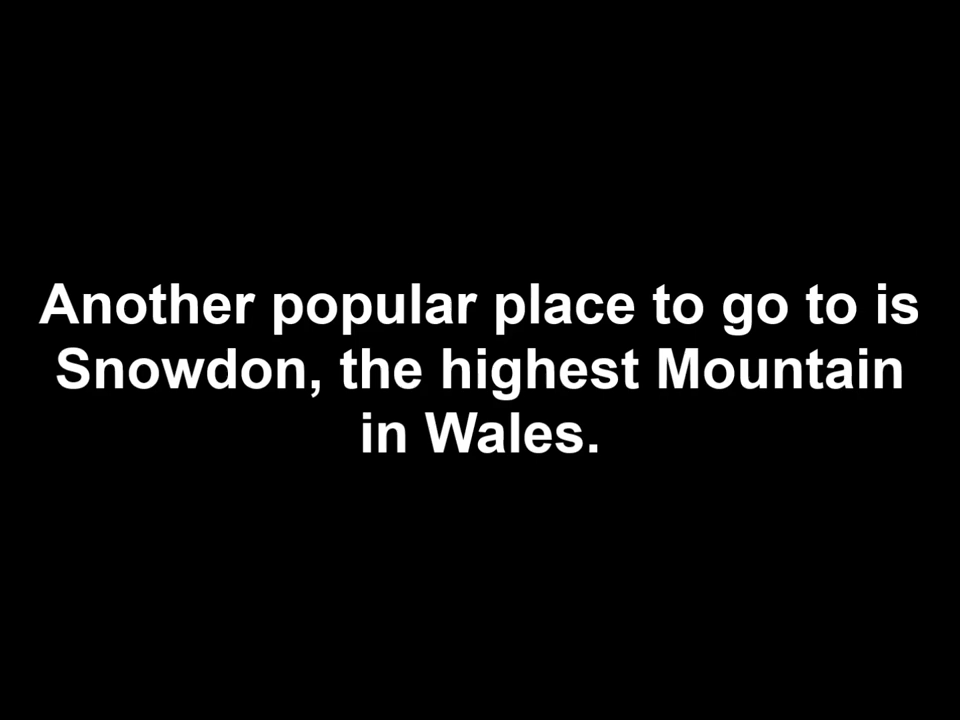 Another popular place to go to is
Snowdon, the highest Mountain
in Wales.